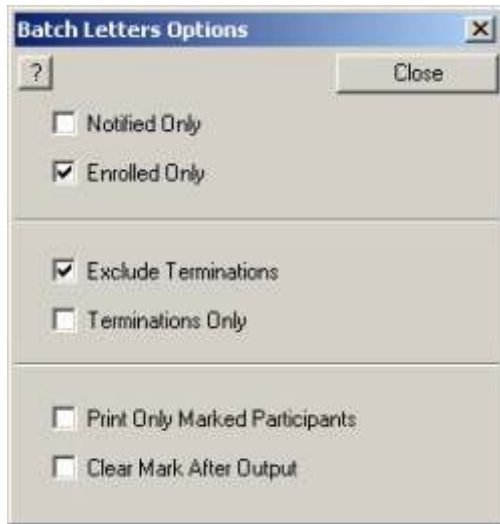 Batch Letters Options
?
Close
Notified Only
Enrolled Only
Exclude Terminations
Terminations Only
Print Only Marked Participants
Clear Mark After Output